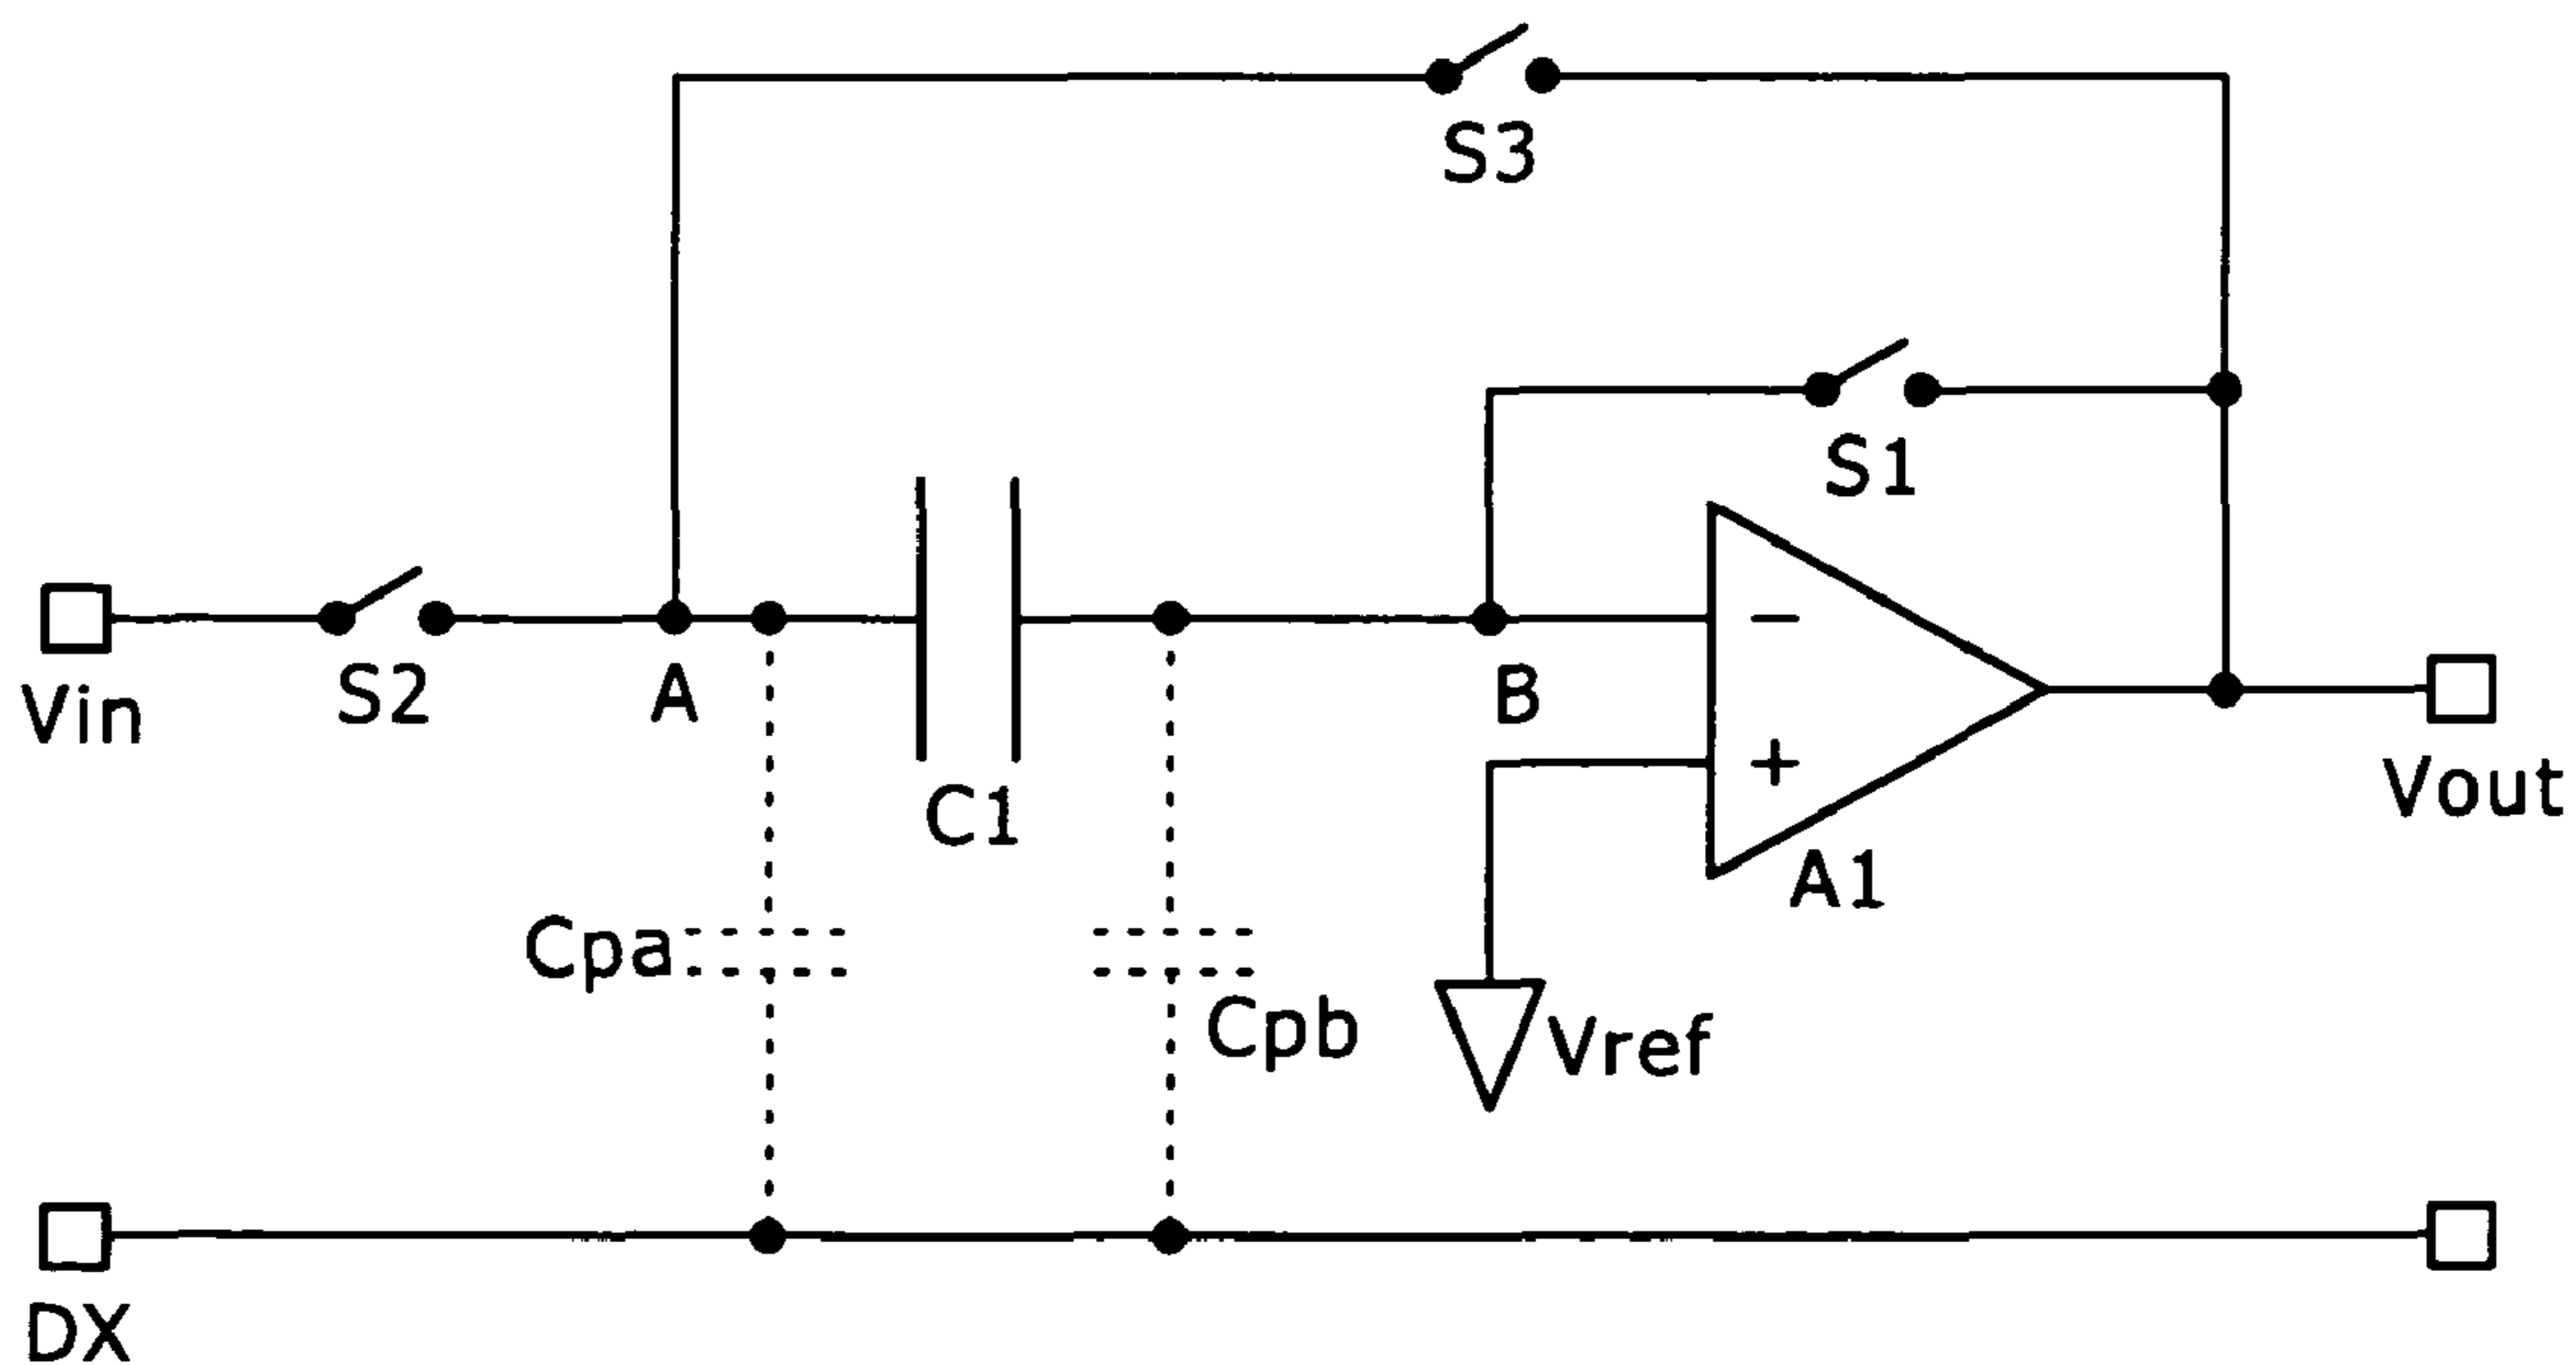 S3
S1
Vin
S2
A
C1
B
−
+
A1
Vout
Cpa
Cpb
Vref
DX